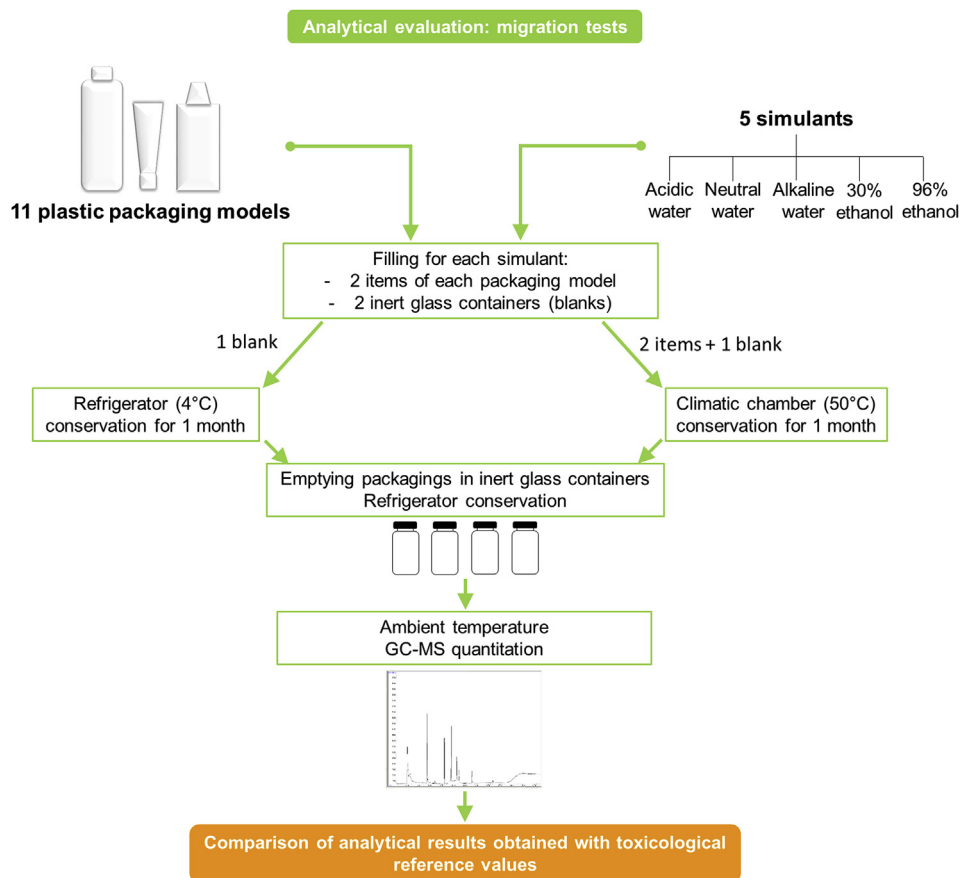 Analytical evaluation: migration tests
11 plastic packaging models
5 simulants
Acidic
water
Neutral
water
Alkaline
water
30%
ethanol
96%
ethanol
Filling for each simulant:
- 2 items of each packaging model
- 2 inert glass containers (blanks)
1 blank
2 items + 1 blank
Refrigerator (4°C)
conservation for 1 month
Climatic chamber (50°C)
conservation for 1 month
Emptying packagings in inert glass containers
Refrigerator conservation
Ambient temperature
GC-MS quantitation
Comparison of analytical results obtained with toxicological
reference values